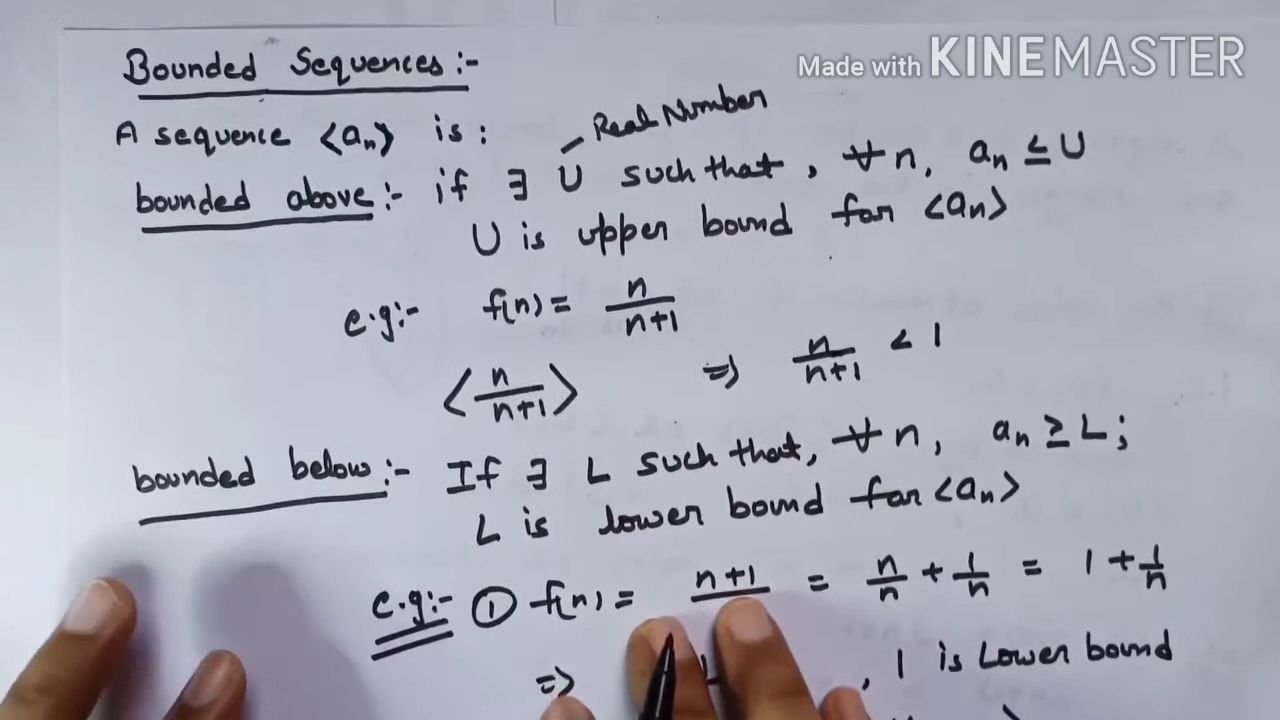 Made with KINEMASTER
Bounded Sequences :-
A sequence <an> is :
Real Number
bounded above :- if ∃ U such that , ∀ n, an ≤ U
U is upper bound for <an>
e.g:- f(n) = n/n+1
<n/n+1> ⇒ n/n+1 < 1
bounded below :- If ∃ L such that, ∀ n, an ≥ L ;
L is lower bound for <an>
e.g:- ① f(n) = n+1 = n/n + 1/n = 1 + 1/n
⇒ , 1 is Lower bound